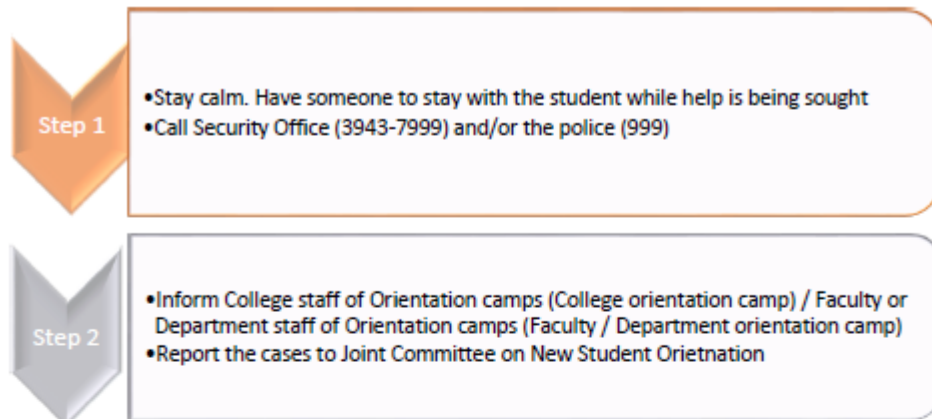 Step 1
•Stay calm. Have someone to stay with the student while help is being sought
•Call Security Office (3943-7999) and/or the police (999)
Step 2
•Inform College staff of Orientation camps (College orientation camp) / Faculty or
Department staff of Orientation camps (Faculty / Department orientation camp)
•Report the cases to Joint Committee on New Student Orietnation